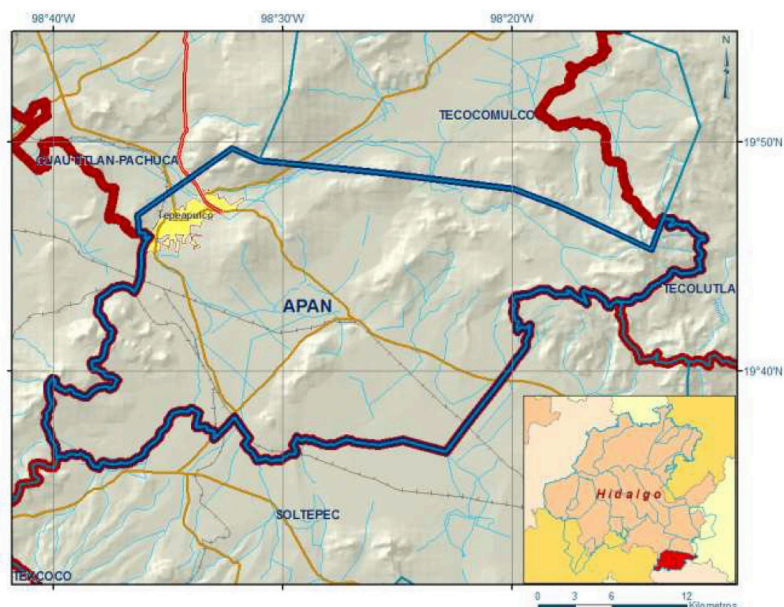 98°40'W 98°30'W 98°20'W
N
TECOCOMULCO
19°50'N
CUAUTITLAN-PACHUCA
Tepeapulco
TECOLUTLA
APAN
19°40'N
Hidalgo
SOLTEPEC
TEXCOCO
0 3 6 12
Kilometros